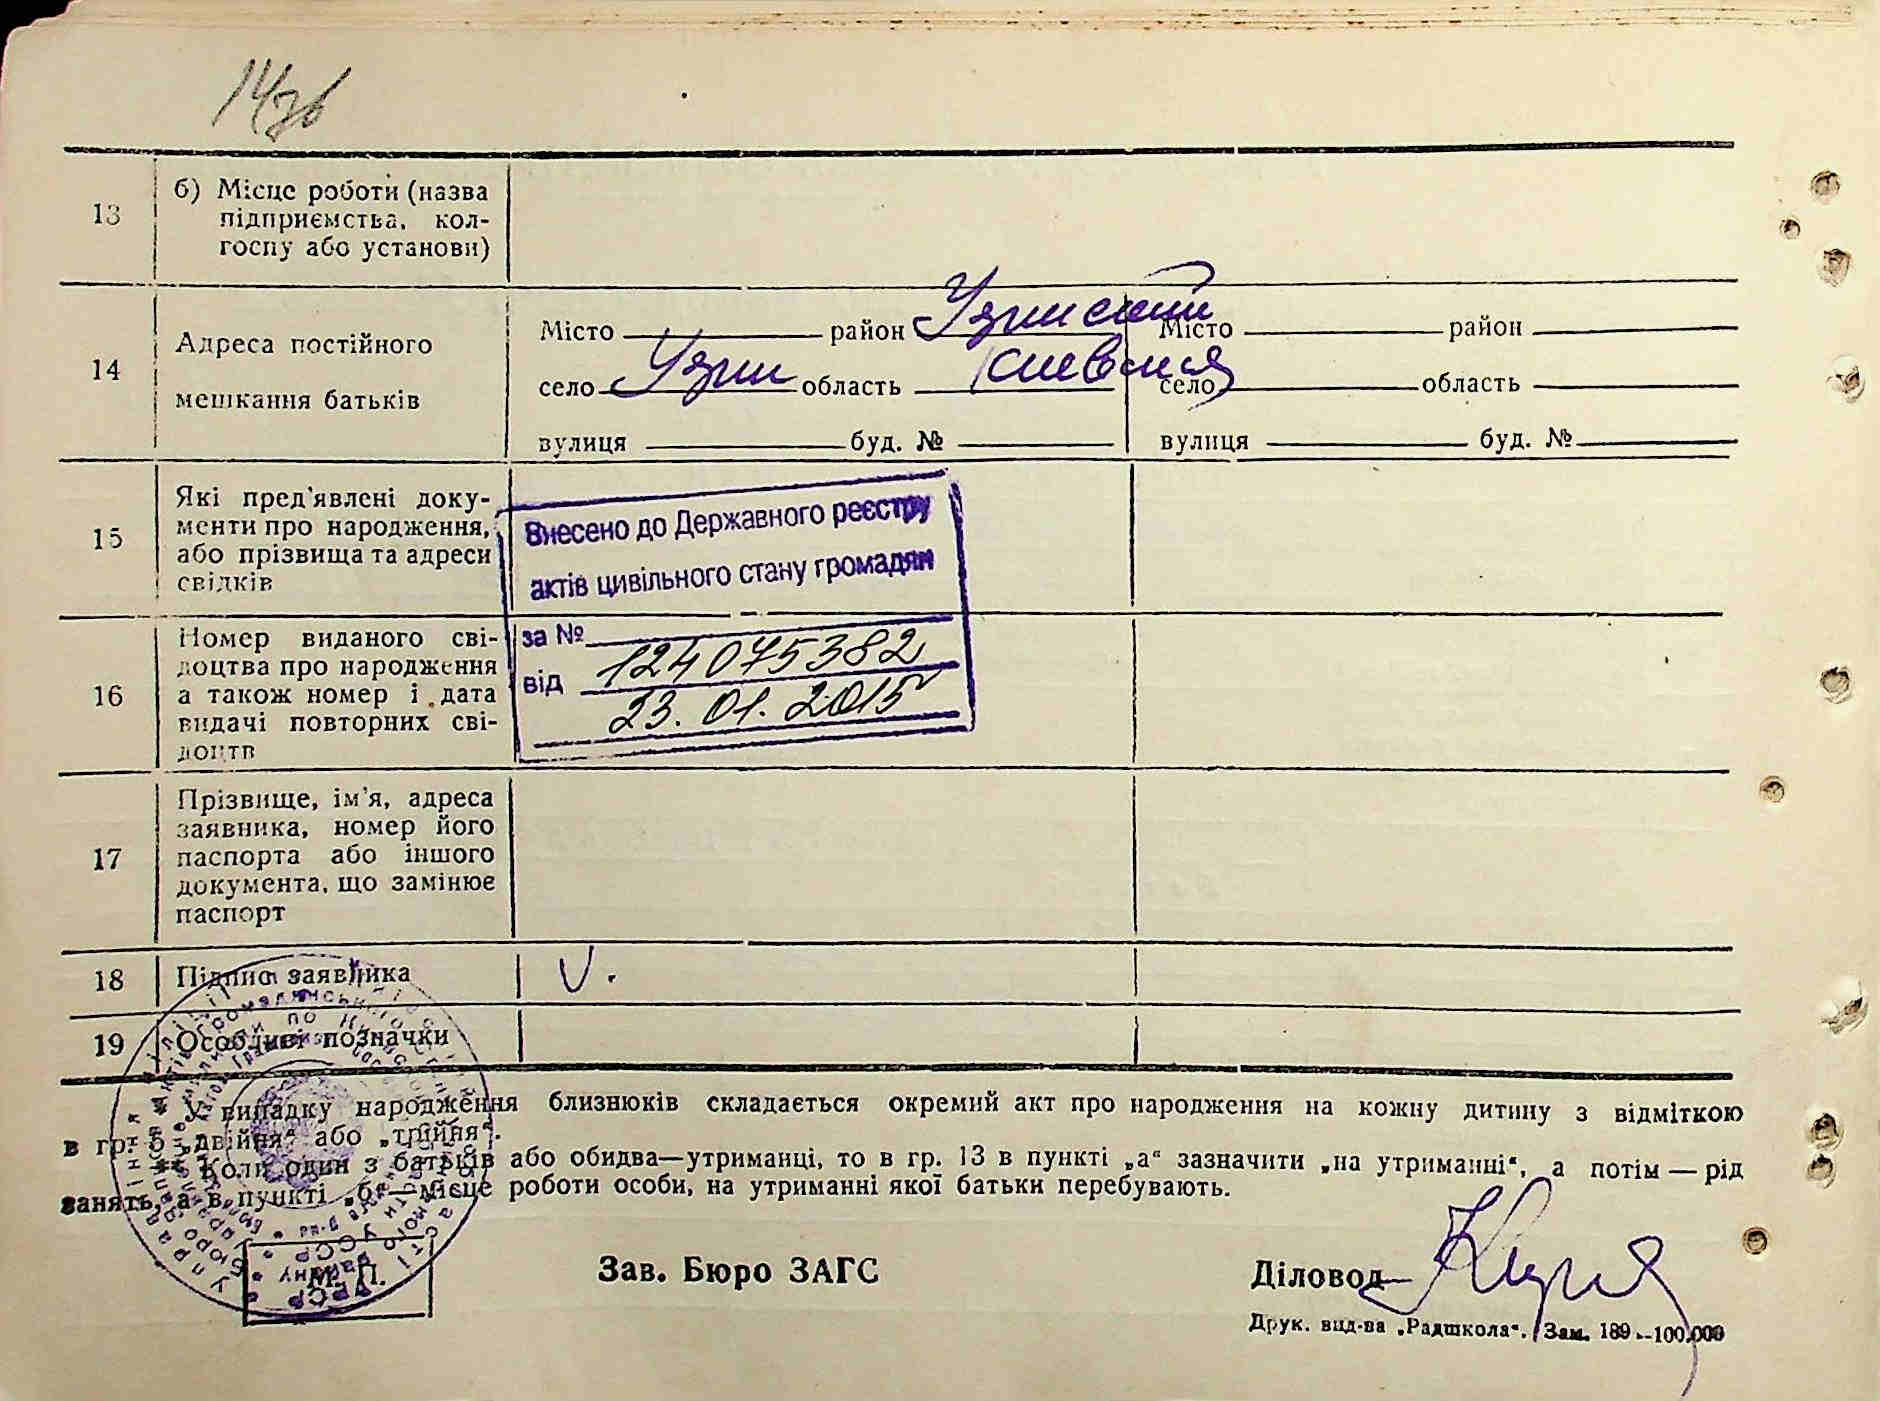 14зв
13 б) Місце роботи (назва
підприємства, кол-
госпу або установи)
14 Адреса постійного
мешкання батьків
Місто район Узинский Місто район
село Узин область Киевская село область
вулиця буд. № вулиця буд. №
15 Які пред'явлені доку-
менти про народження,
або прізвища та адреси
свідків
Внесено до Державного реєстру
актів цивільного стану громадян
за № 124075382
від 23.01.2015
16 Номер виданого сві-
доцтва про народження
а також номер і дата
видачі повторних сві-
доцтв
17 Прізвище, ім'я, адреса
заявника, номер його
паспорта або іншого
документа, що замінює
паспорт
18 Підпис заявника
19 Особливі позначки
У випадку народження близнюків складається окремий акт про народження на кожну дитину з відміткою
в гр. 5 „двійня“ або „трійня“.
Коли один з батьків або обидва—утриманці, то в гр. 13 в пункті „а“ зазначити „на утриманні“, а потім — рід
занять, а в пункті „б“—місце роботи особи, на утриманні якої батьки перебувають.
М. П.
Зав. Бюро ЗАГС
Діловод
Друк. вид-ва „Радшкола“. Зам. 189 —100.000